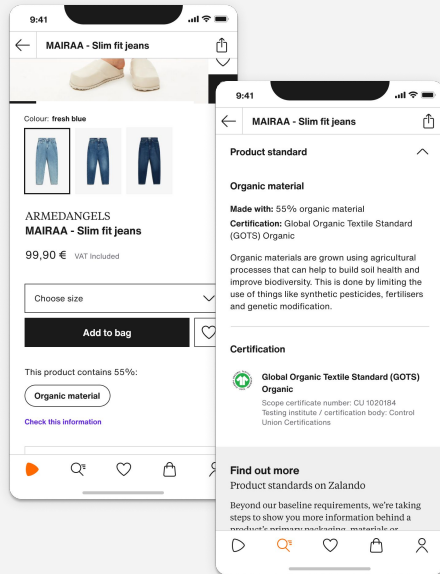 9:41
MAIRAA - Slim fit jeans
Colour: fresh blue
ARMEDANGELS
MAIRAA - Slim fit jeans
99,90 € VAT Included
Choose size
Add to bag
This product contains 55%:
Organic material
Check this information
9:41
MAIRAA - Slim fit jeans
Product standard
Organic material
Made with: 55% organic material
Certification: Global Organic Textile Standard
(GOTS) Organic
Organic materials are grown using agricultural
processes that can help to build soil health and
improve biodiversity. This is done by limiting the
use of things like synthetic pesticides, fertilisers
and genetic modification.
Certification
Global Organic Textile Standard (GOTS)
Organic
Scope certificate number: CU 1020184
Testing institute / certification body: Control
Union Certifications
Find out more
Product standards on Zalando
Beyond our baseline requirements, we're taking
steps to show you more information behind a
product's primary packaging, materials or